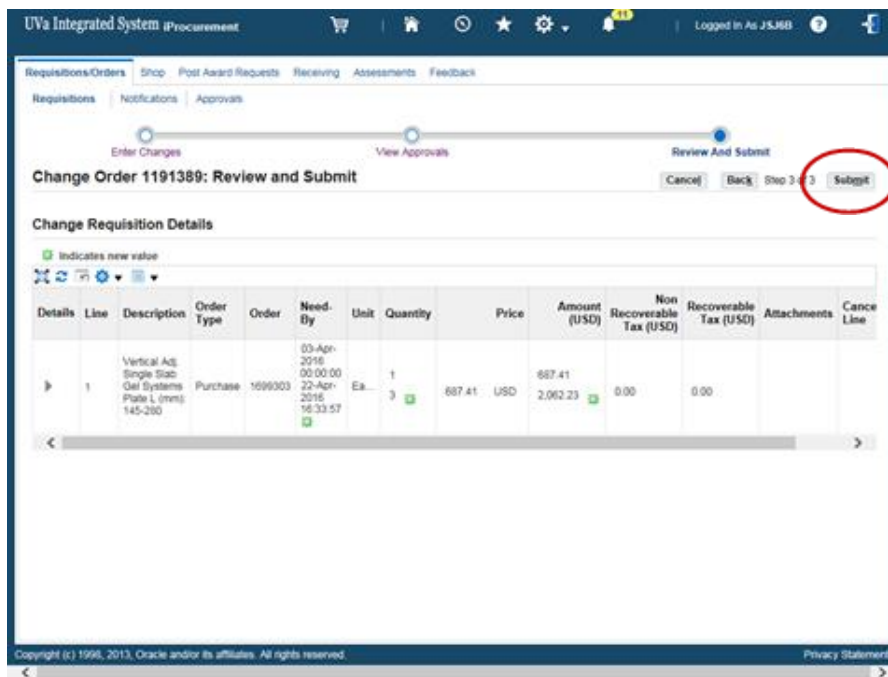 UVa Integrated System iProcurement
11
Logged In As JSJ6B
?
Requisitions/Orders Shop Post Award Requests Receiving Assessments Feedback
Requisitions Notifications Approvals
Enter Changes View Approvals Review And Submit
Change Order 1191389: Review and Submit
Cancel Back Step 3 of 3 Submit
Change Requisition Details
Indicates new value
Details Line Description Order Type Order Need-By Unit Quantity Price Amount (USD) Non Recoverable Tax (USD) Recoverable Tax (USD) Attachments Cance Line
1
Vertical Adj.
Single Slab
Gel Systems
Plate L (mm):
145-280
Purchase
1699303
03-Apr-
2016
00:00:00
22-Apr-
2016
16:33:57
Ea...
1
3
687.41 USD
687.41
2,062.23
0.00
0.00
Copyright (c) 1998, 2013, Oracle and/or its affiliates. All rights reserved.
Privacy Statement